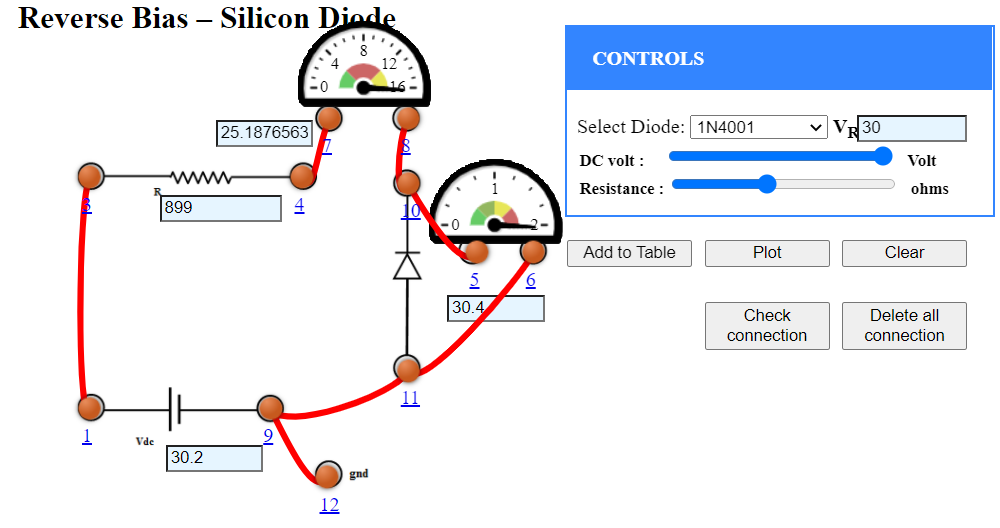 Reverse Bias – Silicon Diode
CONTROLS
0 4 8 12 16
25.1876563
7
8
Select Diode: 1N4001 VR 30
DC volt : Volt
Resistance : ohms
3
R
899
4
10
0 1 2
5
6
30.4
Add to Table Plot Clear
Check
connection
Delete all
connection
11
1
Vdc
30.2
9
gnd
12